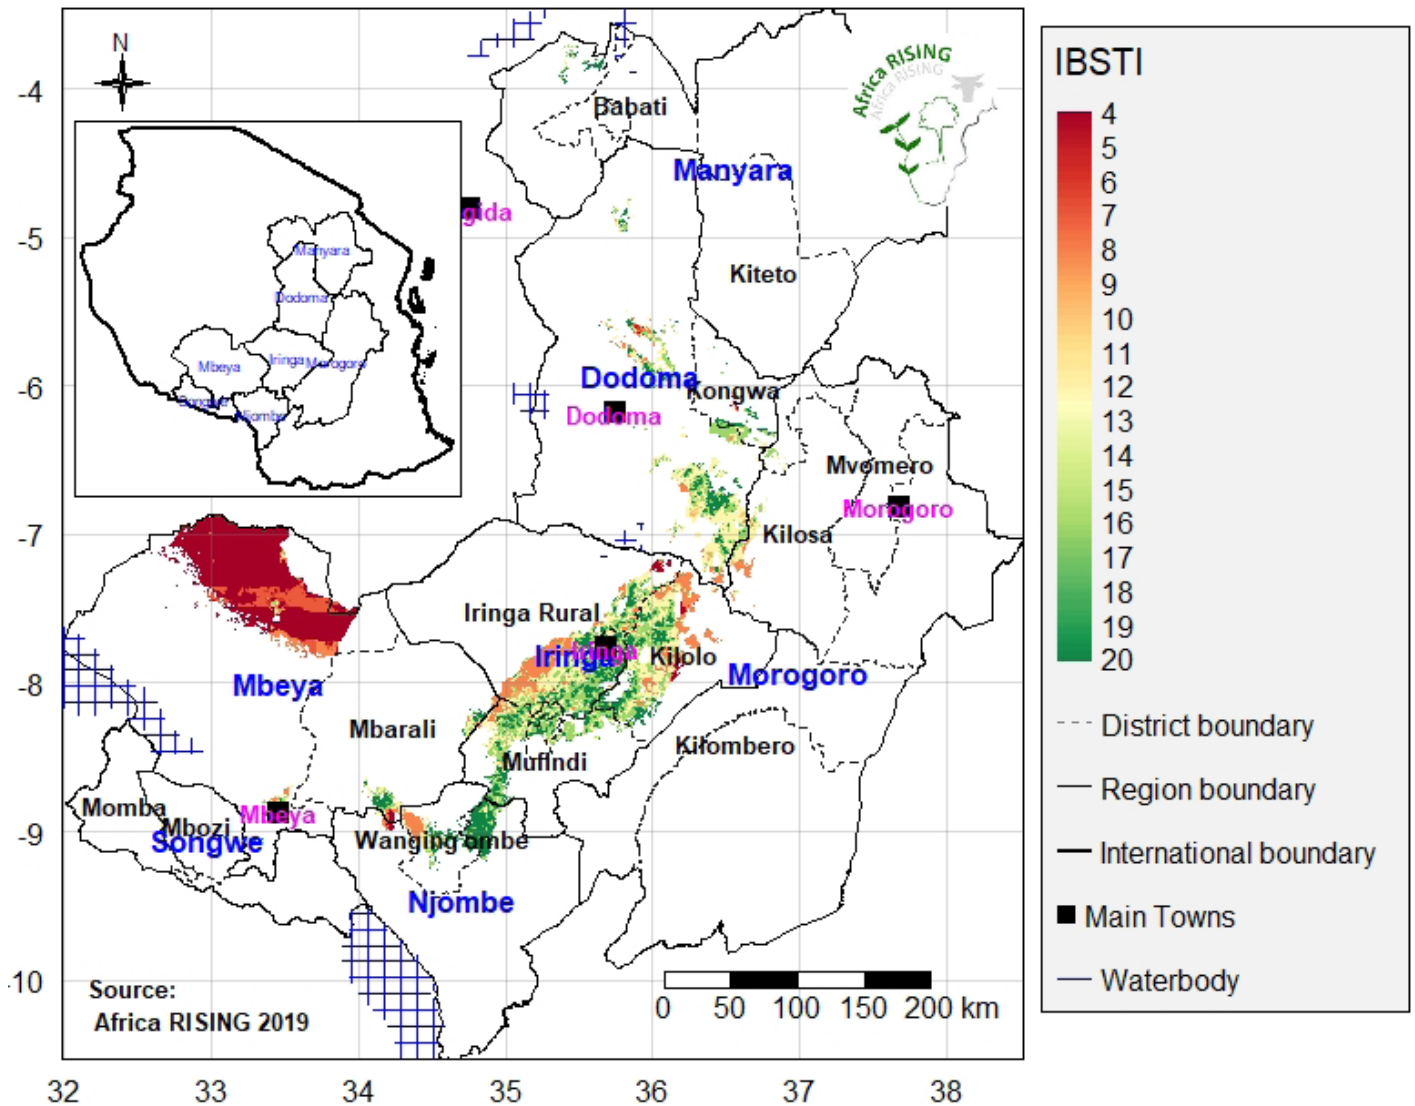 N
Africa RISING
Africa RISING
-4
-5
-6
-7
-8
-9
10
32
33
34
35
36
37
38
Manyara
Dodoma
Iringa
Morogoro
Mbeya
Njombe
Babati
Manyara
gida
Kiteto
Dodoma
Kongwa
Dodoma
Mvomero
Morogoro
Kilosa
Iringa Rural
Iringa
Iringa
Kilolo
Morogoro
Mbeya
Mbarali
Kilombero
Mufindi
Momba
Mbozi
Mbeya
Songwe
Wanging'ombe
Njombe
Source:
Africa RISING 2019
0 50 100 150 200 km
IBSTI
4
5
6
7
8
9
10
11
12
13
14
15
16
17
18
19
20
District boundary
Region boundary
International boundary
Main Towns
Waterbody